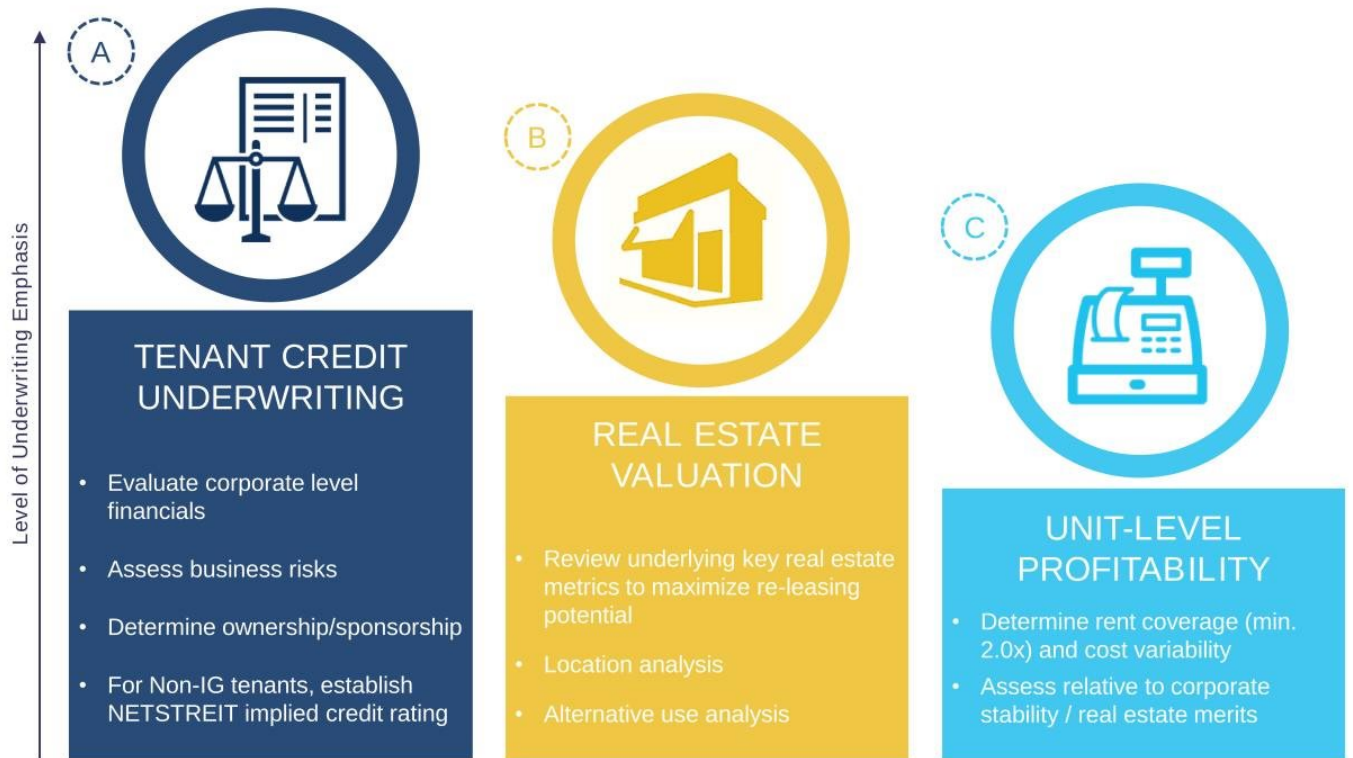 Level of Underwriting Emphasis
A
TENANT CREDIT
UNDERWRITING
• Evaluate corporate level
financials
• Assess business risks
• Determine ownership/sponsorship
• For Non-IG tenants, establish
NETSTREIT implied credit rating
B
REAL ESTATE
VALUATION
• Review underlying key real estate
metrics to maximize re-leasing
potential
• Location analysis
• Alternative use analysis
C
UNIT-LEVEL
PROFITABILITY
• Determine rent coverage (min.
2.0x) and cost variability
• Assess relative to corporate
stability / real estate merits